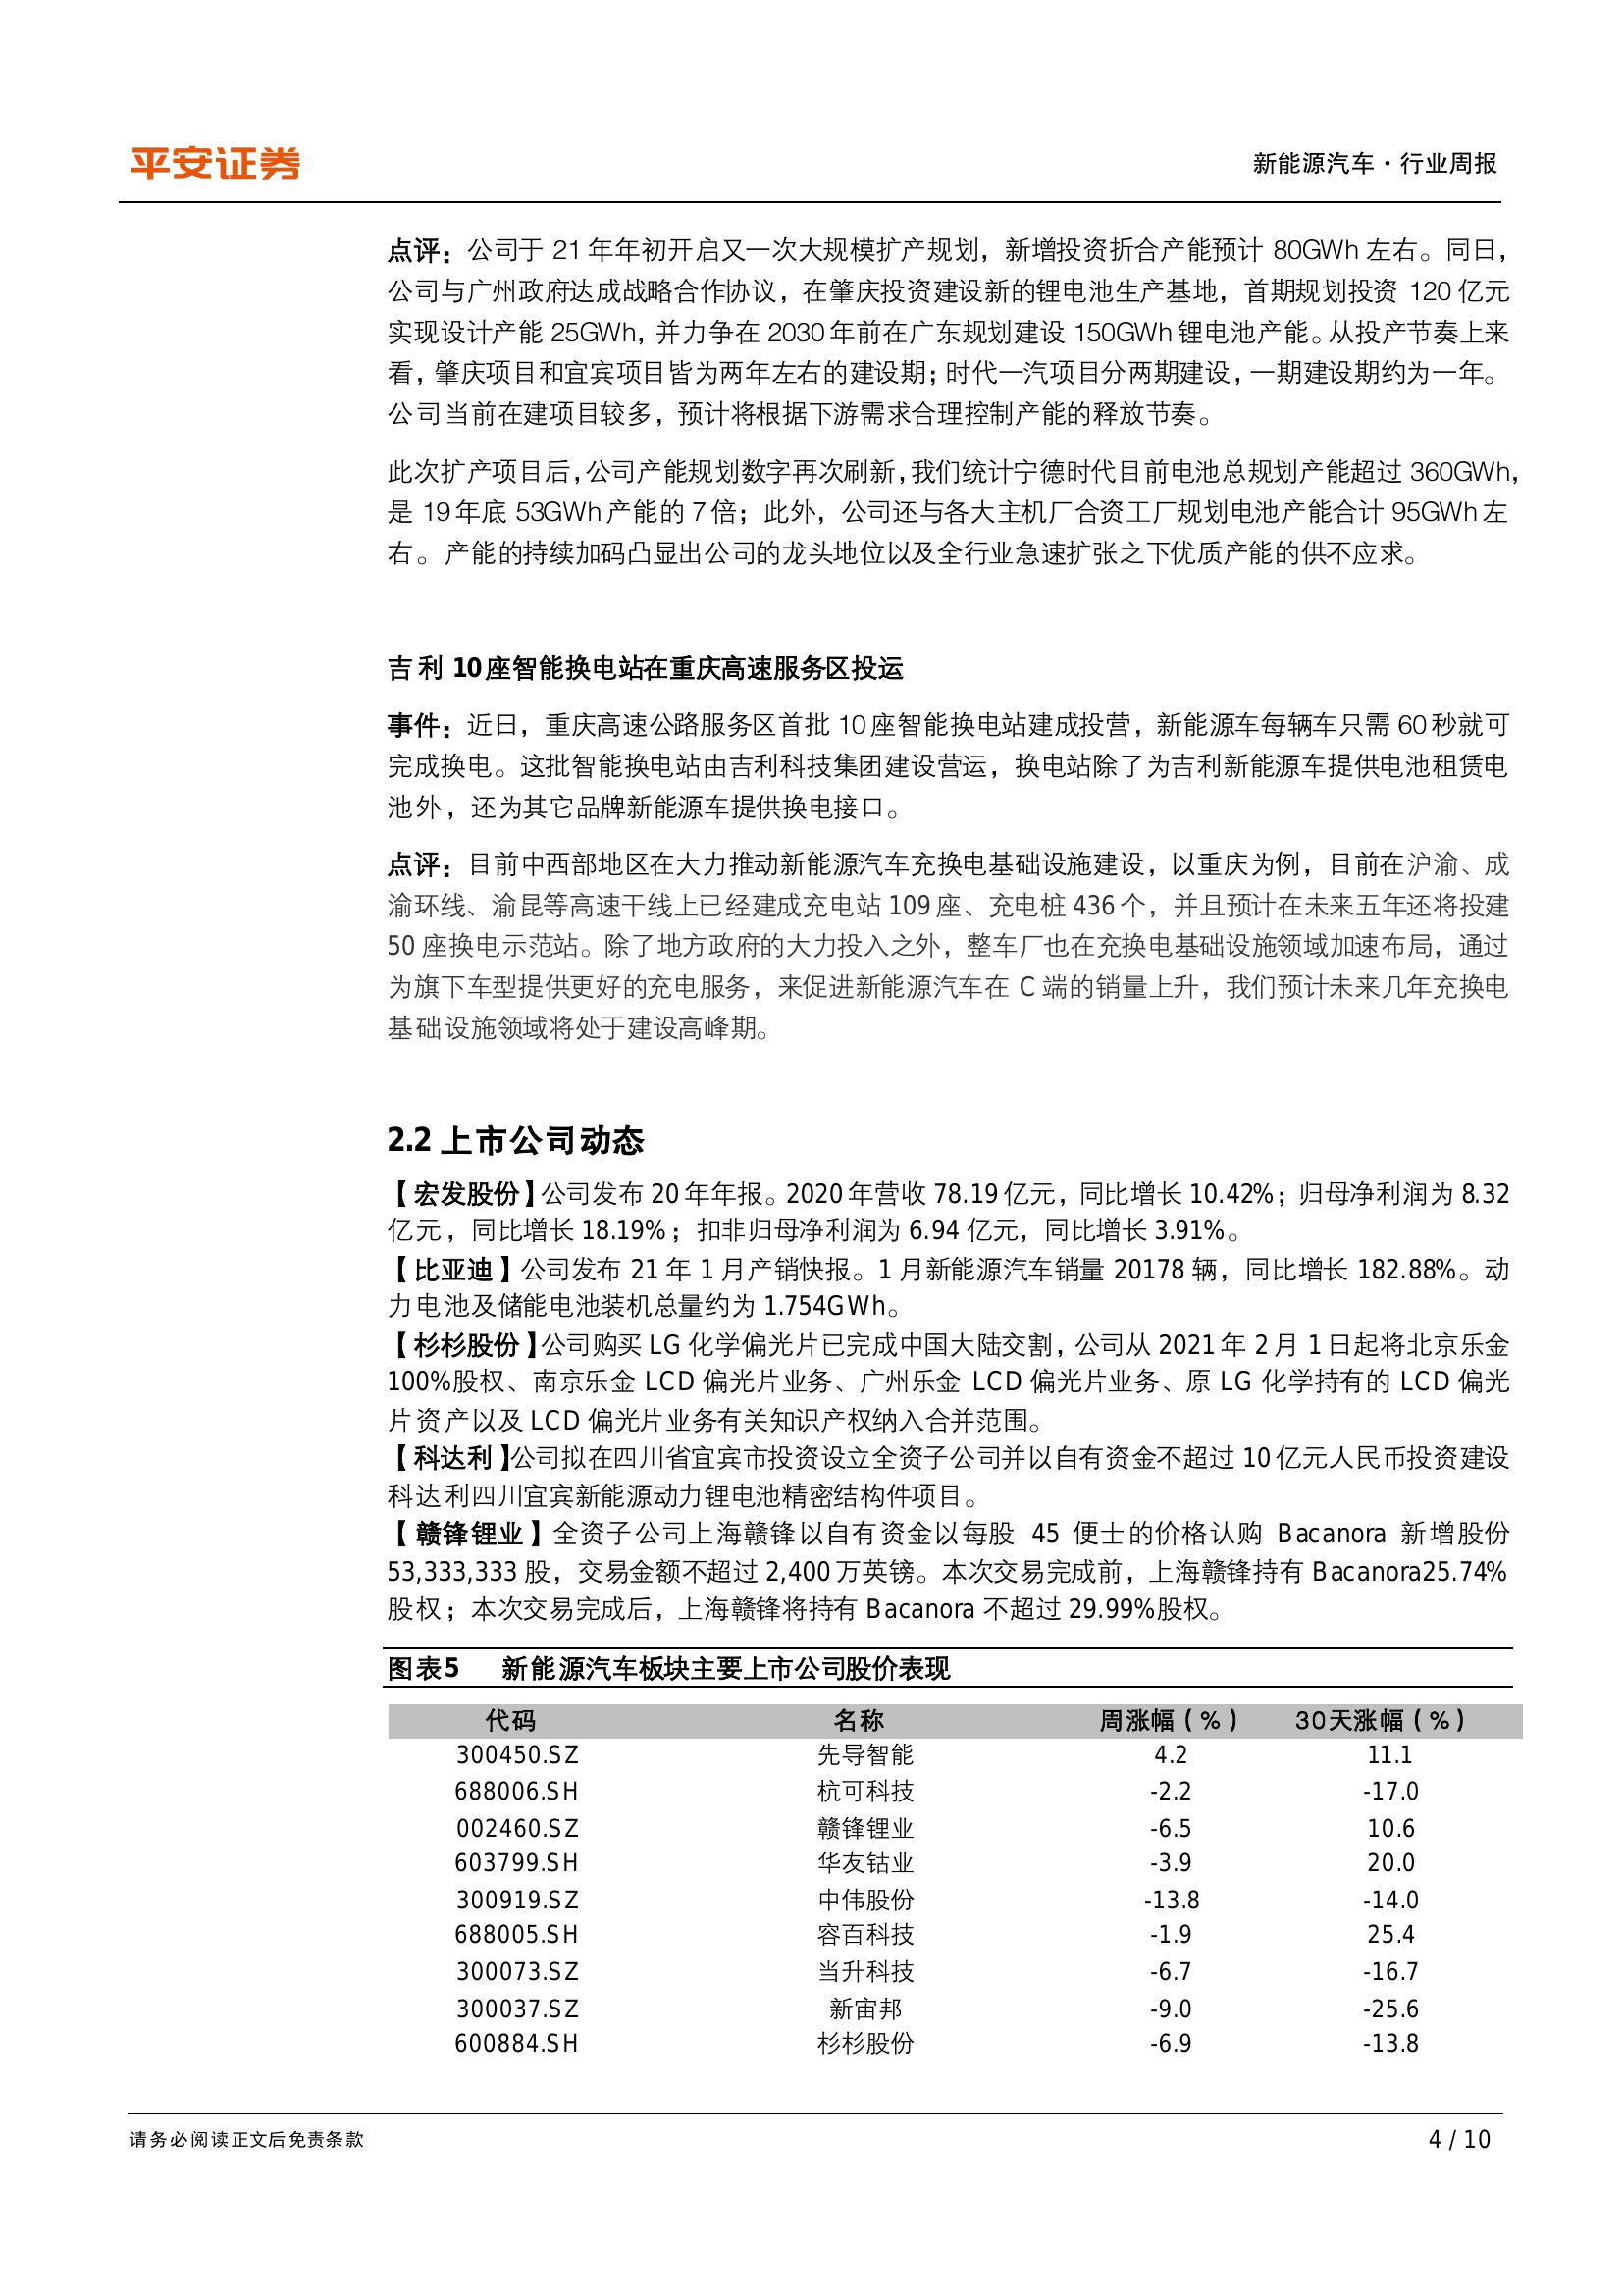 平安证券
新能源汽车·行业周报
点评：公司于 21 年年初开启又一次大规模扩产规划，新增投资折合产能预计 80GWh 左右。同日，
公司与广州政府达成战略合作协议，在肇庆投资建设新的锂电池生产基地，首期规划投资 120 亿元
实现设计产能 25GWh，并力争在 2030 年前在广东规划建设 150GWh 锂电池产能。从投产节奏上来
看，肇庆项目和宜宾项目皆为两年左右的建设期；时代一汽项目分两期建设，一期建设期约为一年。
公司当前在建项目较多，预计将根据下游需求合理控制产能的释放节奏。
此次扩产项目后，公司产能规划数字再次刷新，我们统计宁德时代目前电池总规划产能超过 360GWh，
是 19 年底 53GWh 产能的 7 倍；此外，公司还与各大主机厂合资工厂规划电池产能合计 95GWh 左
右。产能的持续加码凸显出公司的龙头地位以及全行业急速扩张之下优质产能的供不应求。
吉利 10 座智能换电站在重庆高速服务区投运
事件：近日，重庆高速公路服务区首批 10 座智能换电站建成投营，新能源车每辆车只需 60 秒就可
完成换电。这批智能换电站由吉利科技集团建设营运，换电站除了为吉利新能源车提供电池租赁电
池外，还为其它品牌新能源车提供换电接口。
点评：目前中西部地区在大力推动新能源汽车充换电基础设施建设，以重庆为例，目前在沪渝、成
渝环线、渝昆等高速干线上已经建成充电站 109 座、充电桩 436 个，并且预计在未来五年还将投建
50 座换电示范站。除了地方政府的大力投入之外，整车厂也在充换电基础设施领域加速布局，通过
为旗下车型提供更好的充电服务，来促进新能源汽车在 C 端的销量上升，我们预计未来几年充换电
基础设施领域将处于建设高峰期。
2.2 上市公司动态
【宏发股份】公司发布 20 年年报。2020 年营收 78.19 亿元，同比增长 10.42%；归母净利润为 8.32
亿元，同比增长 18.19%；扣非归母净利润为 6.94 亿元，同比增长 3.91%。
【比亚迪】公司发布 21 年 1 月产销快报。1 月新能源汽车销量 20178 辆，同比增长 182.88%。动
力电池及储能电池装机总量约为 1.754GWh。
【杉杉股份】公司购买 LG 化学偏光片已完成中国大陆交割，公司从 2021 年 2 月 1 日起将北京乐金
100%股权、南京乐金 LCD 偏光片业务、广州乐金 LCD 偏光片业务、原 LG 化学持有的 LCD 偏光
片资产以及 LCD 偏光片业务有关知识产权纳入合并范围。
【科达利】公司拟在四川省宜宾市投资设立全资子公司并以自有资金不超过 10 亿元人民币投资建设
科达利四川宜宾新能源动力锂电池精密结构件项目。
【赣锋锂业】全资子公司上海赣锋以自有资金以每股 45 便士的价格认购 Bacanora 新增股份
53,333,333 股，交易金额不超过 2,400 万英镑。本次交易完成前，上海赣锋持有 Bacanora25.74%
股权；本次交易完成后，上海赣锋将持有 Bacanora 不超过 29.99%股权。
图表5 新能源汽车板块主要上市公司股价表现
代码 名称 周涨幅（%） 30天涨幅（%）
300450.SZ 先导智能 4.2 11.1
688006.SH 杭可科技 -2.2 -17.0
002460.SZ 赣锋锂业 -6.5 10.6
603799.SH 华友钴业 -3.9 20.0
300919.SZ 中伟股份 -13.8 -14.0
688005.SH 容百科技 -1.9 25.4
300073.SZ 当升科技 -6.7 -16.7
300037.SZ 新宙邦 -9.0 -25.6
600884.SH 杉杉股份 -6.9 -13.8
请务必阅读正文后免责条款
4 / 10